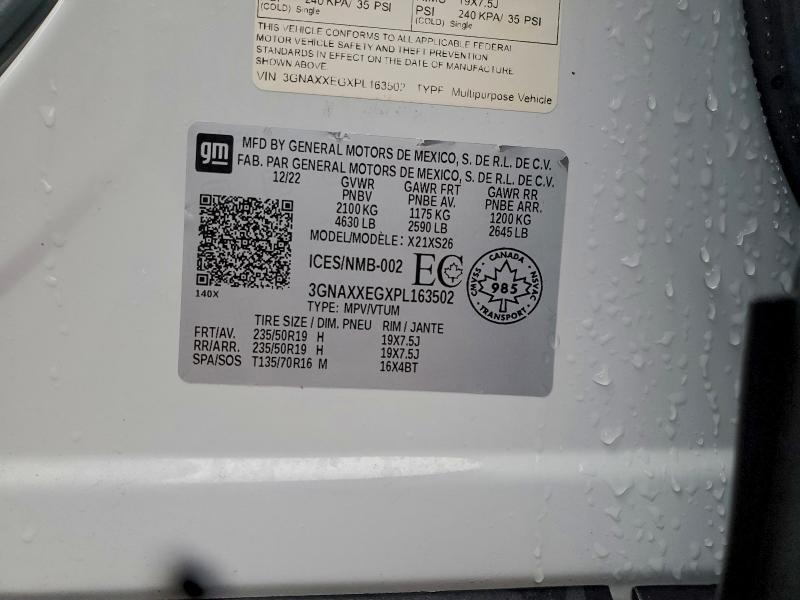 240 KPA/ 35 PSI
(COLD) Single
19X7.5J
PSI 240 KPA/ 35 PSI
(COLD) Single
THIS VEHICLE CONFORMS TO ALL APPLICABLE FEDERAL
MOTOR VEHICLE SAFETY AND THEFT PREVENTION
STANDARDS IN EFFECT ON THE DATE OF MANUFACTURE
SHOWN ABOVE.
VIN 3GNAXXEGXPL163502 TYPE Multipurpose Vehicle
gm
MFD BY GENERAL MOTORS DE MEXICO, S. DE R.L. DE C.V.
FAB. PAR GENERAL MOTORS DE MEXICO, S. DE R.L. DE C.V.
12/22 GVWR GAWR FRT GAWR RR
PNBV PNBE AV. PNBE ARR.
2100 KG 1175 KG 1200 KG
4630 LB 2590 LB 2645 LB
MODEL/MODÈLE: X21XS26
ICES/NMB-002 EC
CANADA
CMVSS 985 NSVAC
TRANSPORT
140X
3GNAXXEGXPL163502
TYPE: MPV/VTUM
TIRE SIZE / DIM. PNEU RIM / JANTE
FRT/AV. 235/50R19 H 19X7.5J
RR/ARR. 235/50R19 H 19X7.5J
SPA/SOS T135/70R16 M 16X4BT